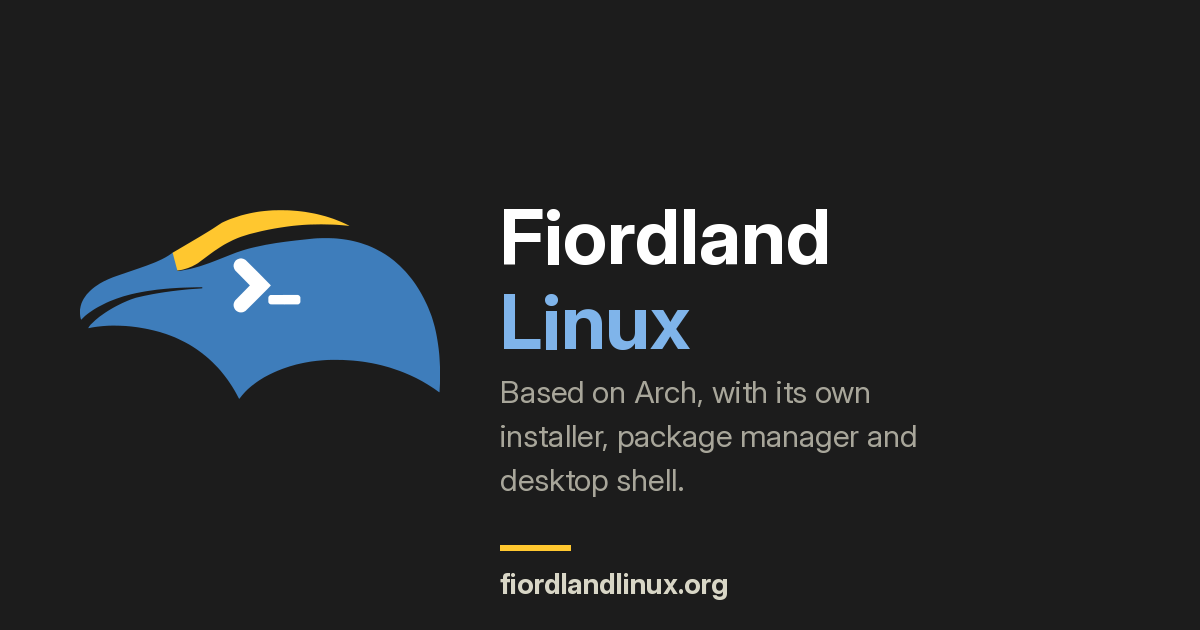 Fiordland
Linux
Based on Arch, with its own
installer, package manager and
desktop shell.
fiordlandlinux.org